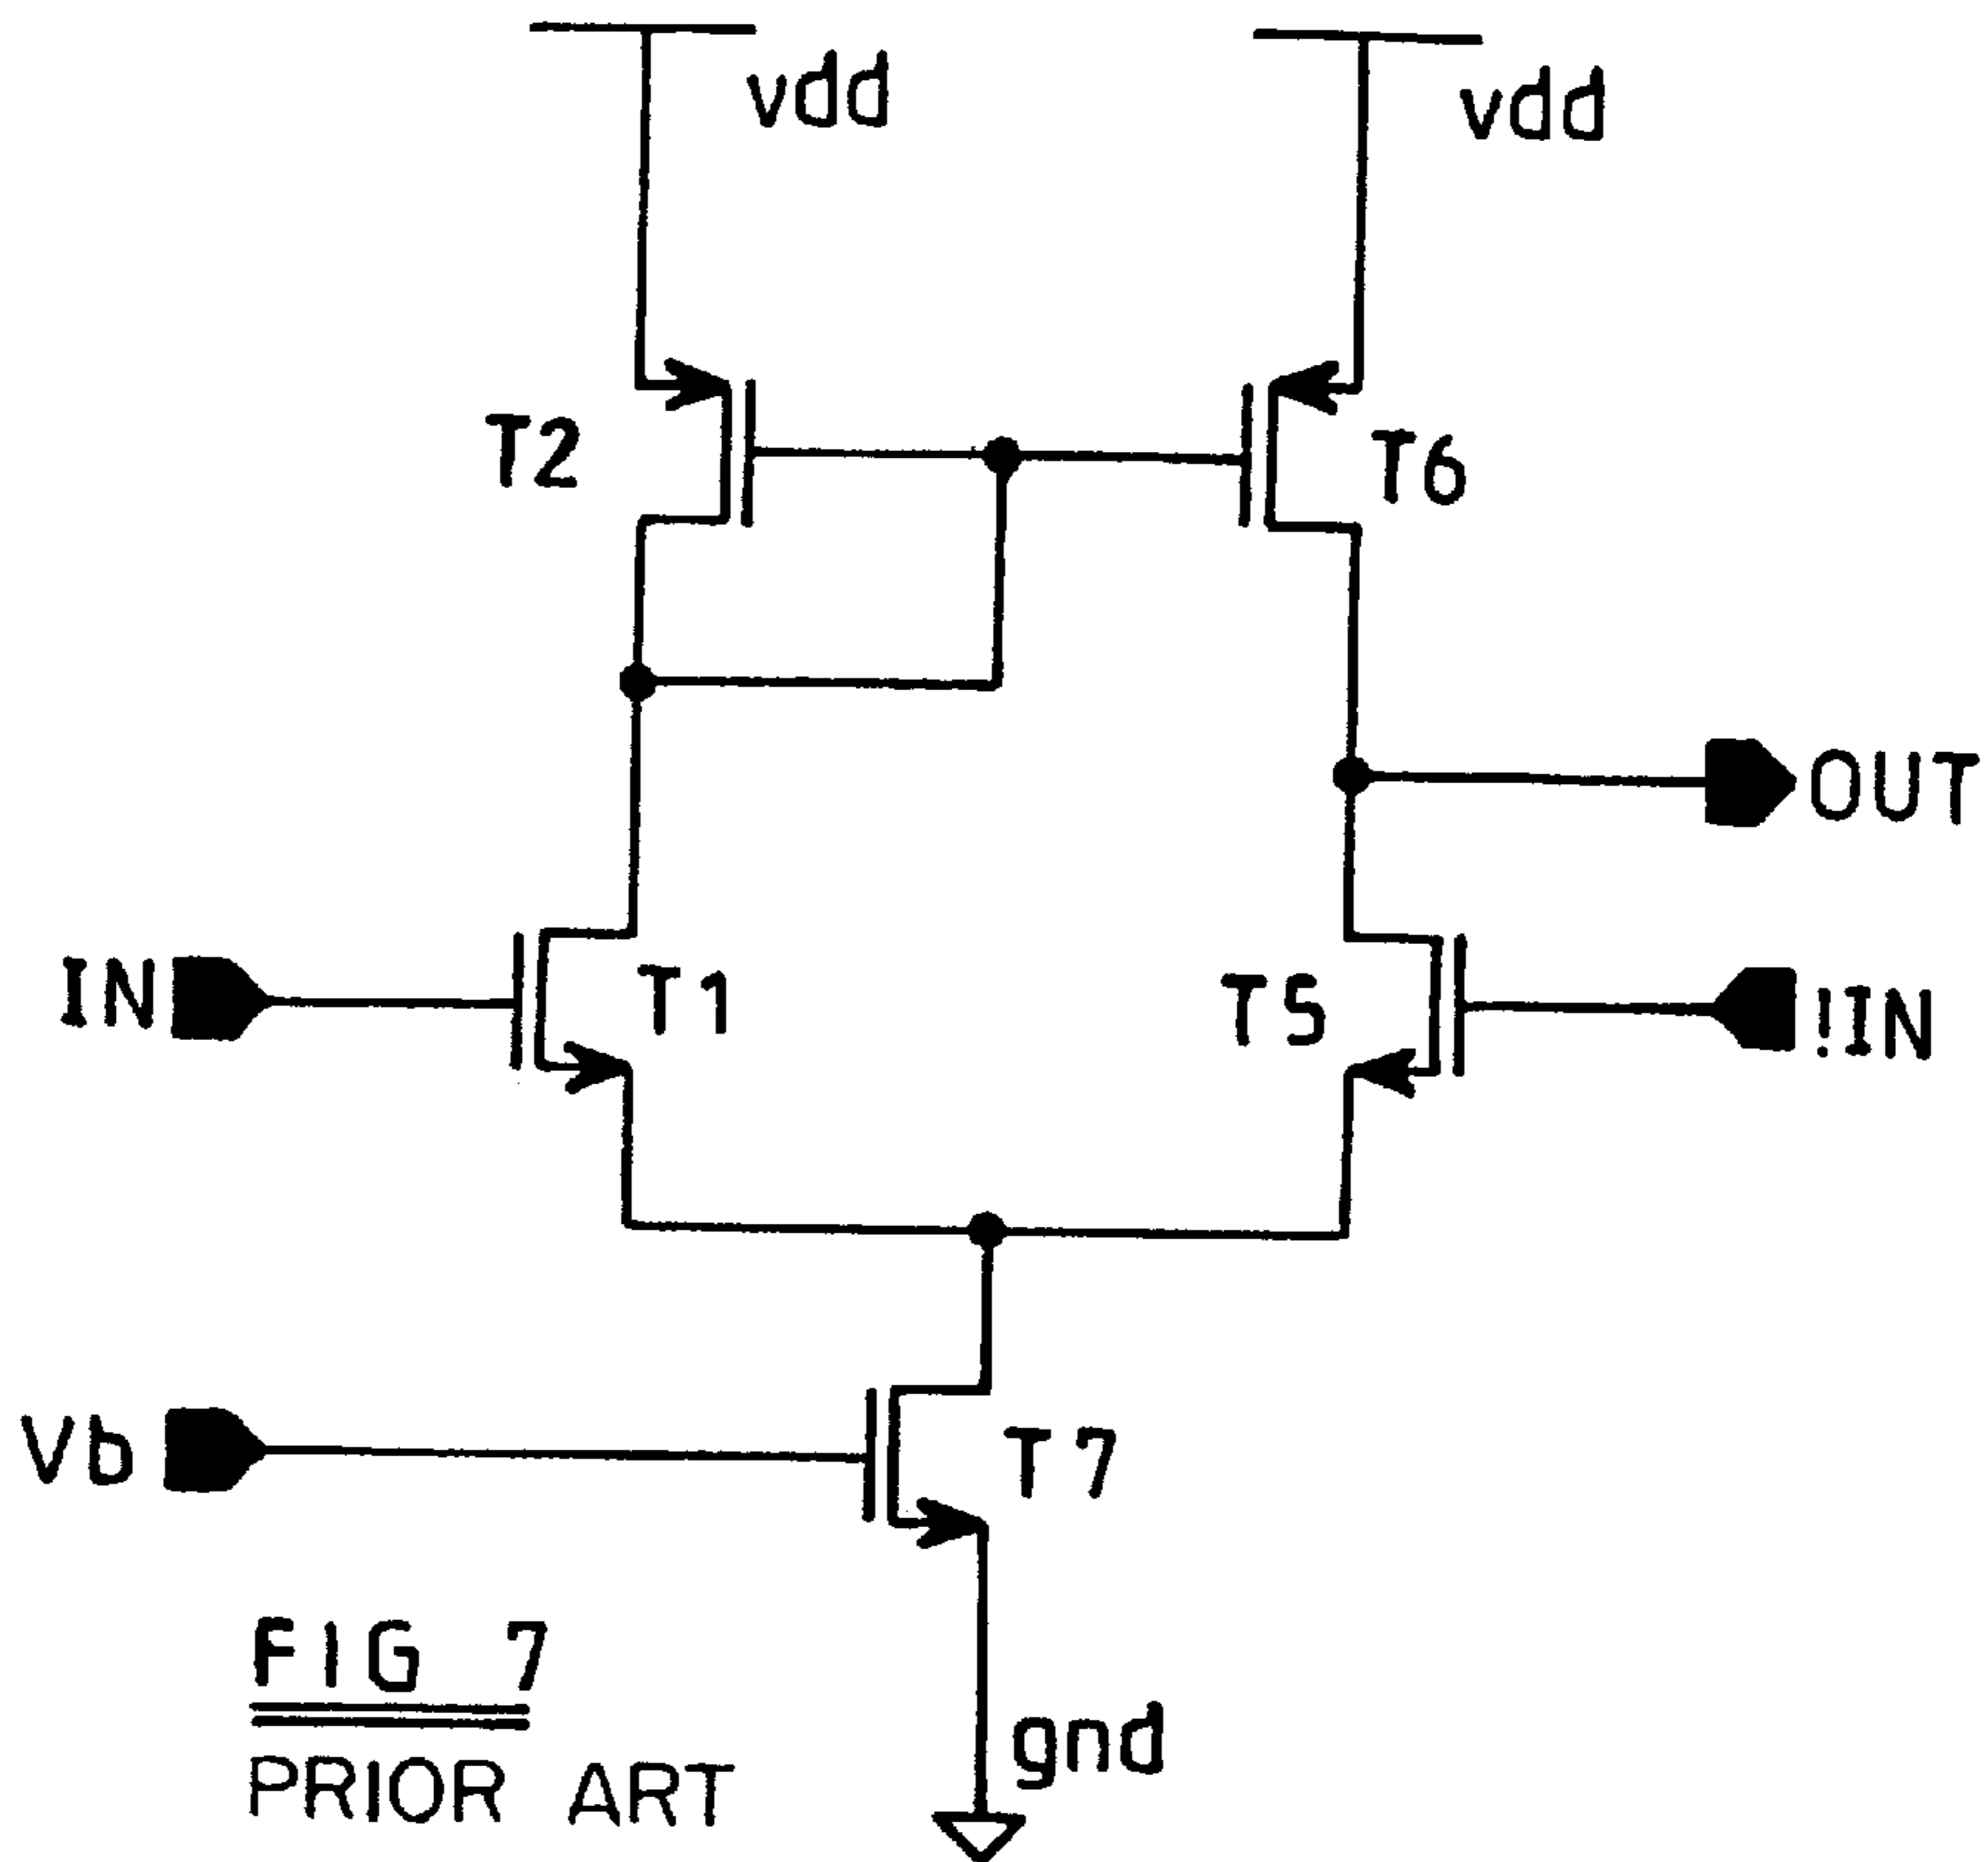 vdd
vdd
T2
T6
OUT
IN
T1
T5
!IN
Vb
T7
FIG 7
gnd
PRIOR ART